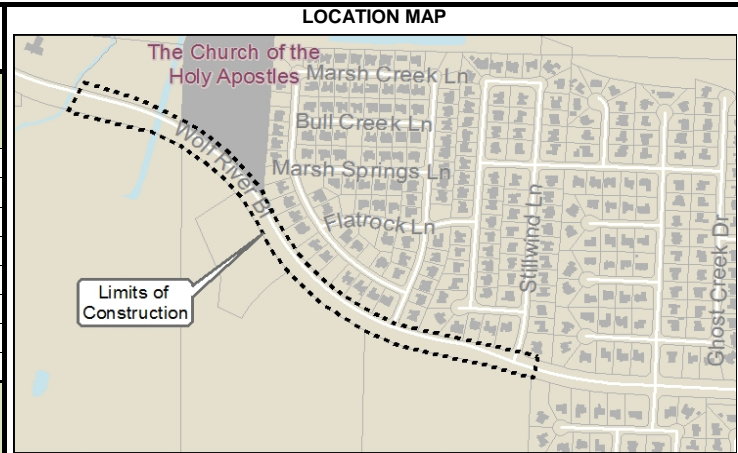 LOCATION MAP
The Church of the
Holy Apostles
Marsh Creek Ln
Bull Creek Ln
Wolf River Bl
Marsh Springs Ln
Flatrock Ln
Stillwind Ln
Ghost Creek Dr
Limits of
Construction